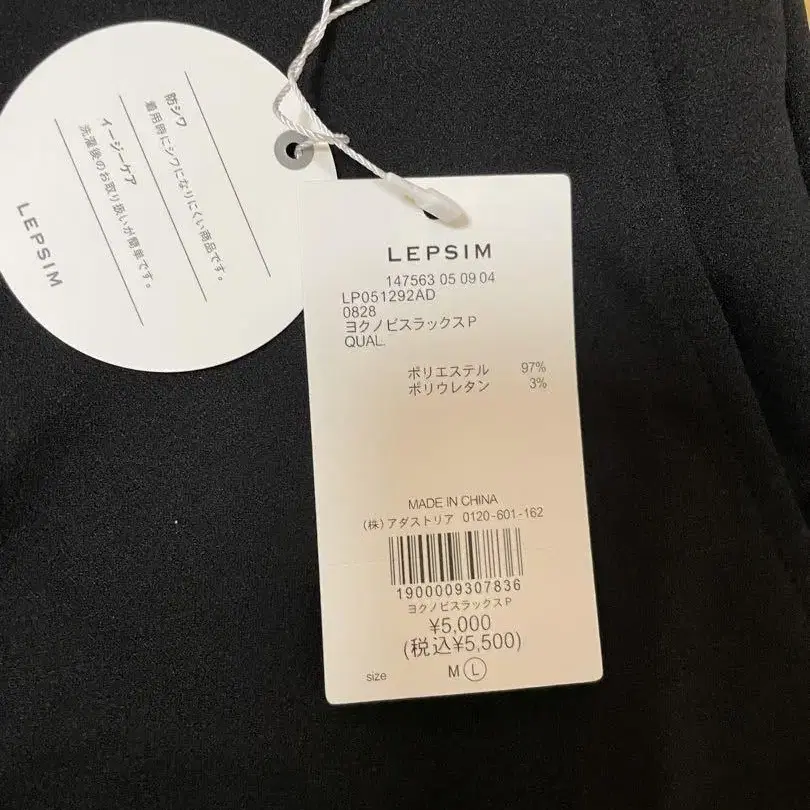 防シワ
着用時にシワになりにくい商品です。
イージーケア
洗濯後のお取り扱いが簡単です。
LEPSIM
LEPSIM
147563 05 09 04
LP051292AD
0828
ヨクノビスラックスP
QUAL.
ポリエステル 97%
ポリウレタン 3%
MADE IN CHINA
(株)アダストリア 0120-601-162
1900009307836
ヨクノビスラックスP
¥5,000
(税込¥5,500)
size M L